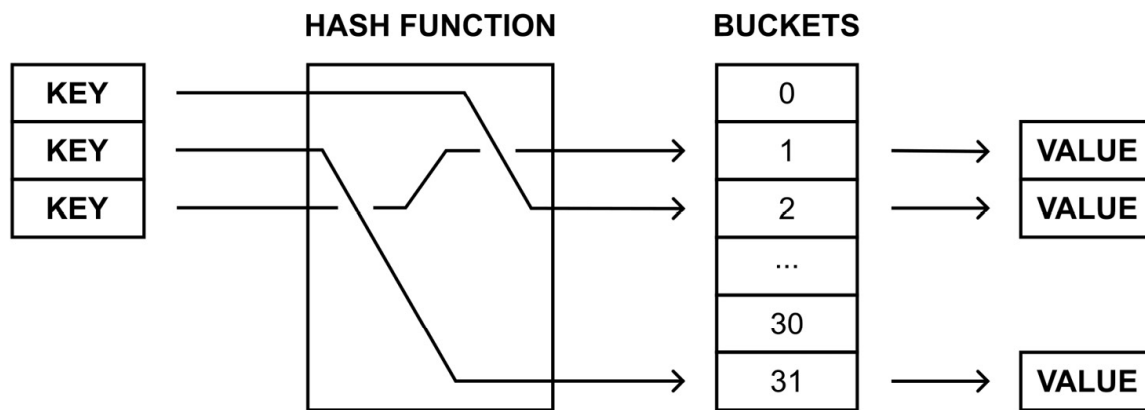 HASH FUNCTION BUCKETS
KEY 0
KEY 1 VALUE
KEY 2 VALUE
...
30
31 VALUE